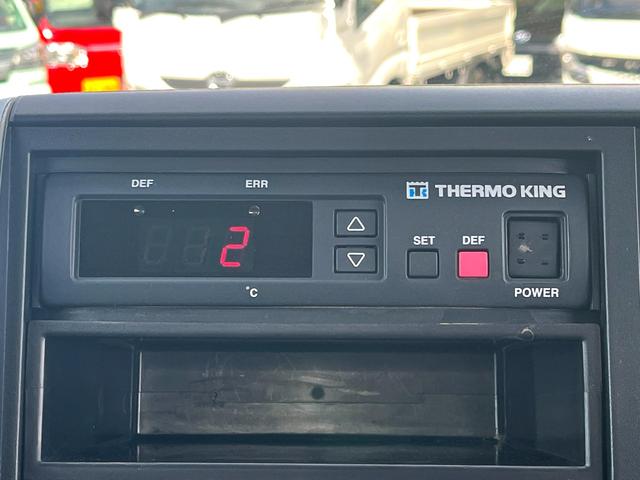 DEF ERR
THERMO KING
2
SET DEF
°C
POWER